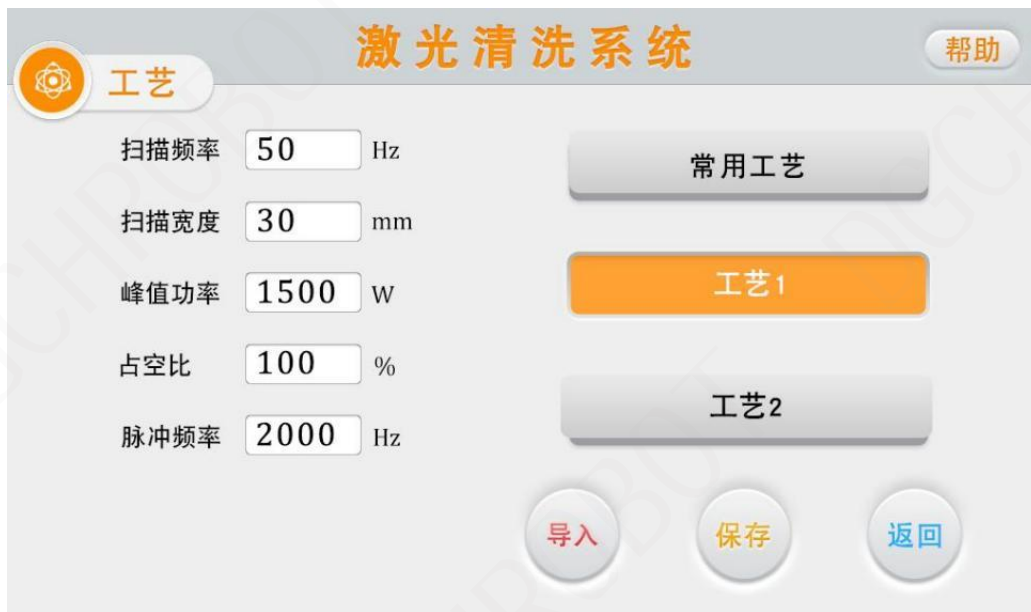 激光清洗系统
帮助
工艺
扫描频率 50 Hz
扫描宽度 30 mm
峰值功率 1500 W
占空比 100 %
脉冲频率 2000 Hz
常用工艺
工艺1
工艺2
导入
保存
返回